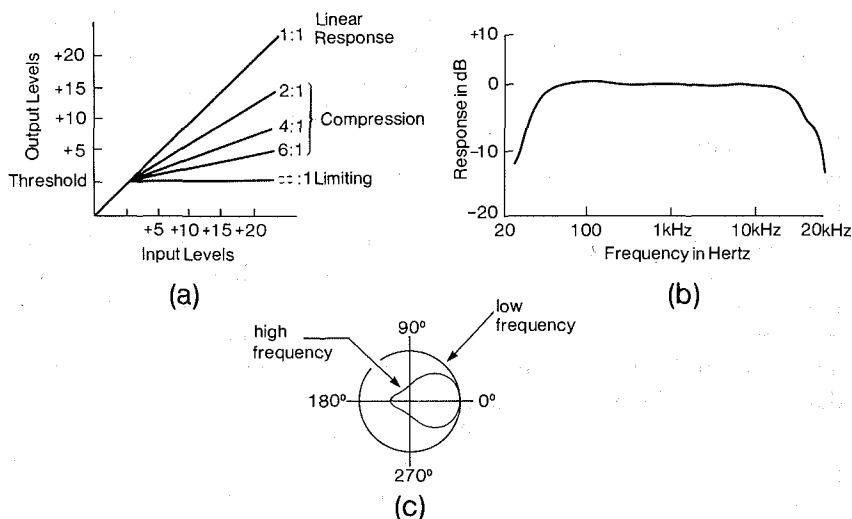 Output Levels
+20
+15
+10
+5
Threshold
1:1 Linear
Response
2:1
4:1 Compression
6:1
∞:1 Limiting
+5 +10 +15 +20
Input Levels
(a)
Response in dB
+10
0
-10
-20
20 100 1kHz 10kHz 20kHz
Frequency in Hertz
(b)
high
frequency
90º
low
frequency
180º
0º
270º
(c)